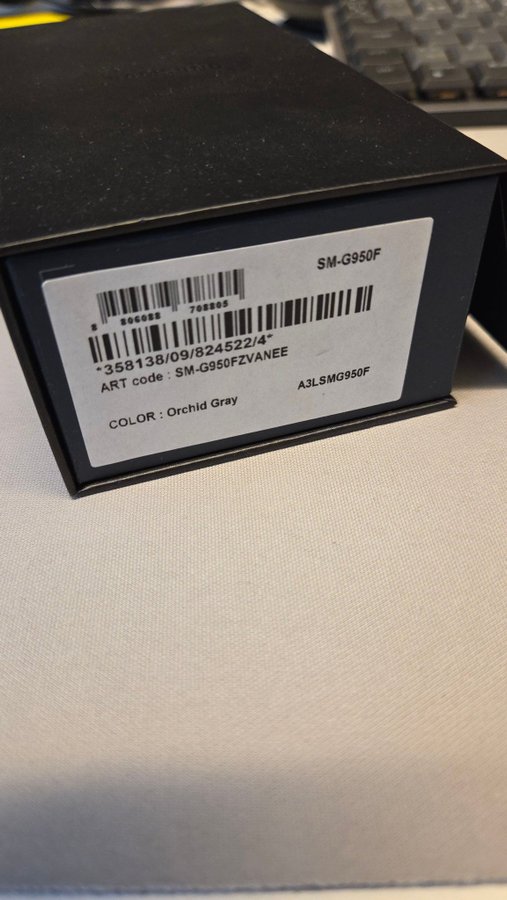 SM-G950F
8 806088 708805
*358138/09/824522/4*
ART code : SM-G950FZVANEE
A3LSMG950F
COLOR : Orchid Gray